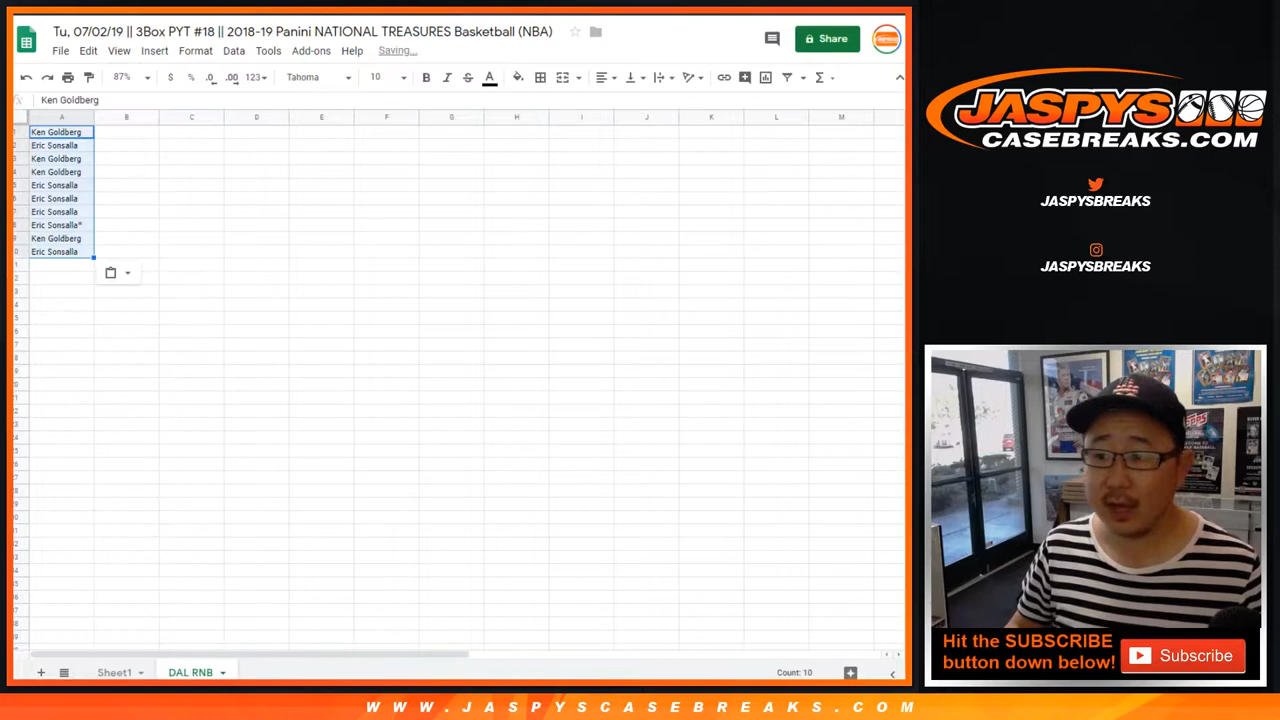 Tu, 07/02/19 || 3Box PYT #18 || 2018-19 Panini NATIONAL TREASURES Basketball (NBA)
File Edit View Insert Format Data Tools Add-ons Help Saving...
Share
87% $ % .0 .00 123 Tahoma 10 B I S A
fx Ken Goldberg
A B C D E F G H I J K L M
Ken Goldberg
Eric Sonsalla
Ken Goldberg
Ken Goldberg
Eric Sonsalla
Eric Sonsalla
Eric Sonsalla
Eric Sonsalla*
Ken Goldberg
Eric Sonsalla
Sheet1 DAL RNB Count: 10
JASPYS
CASEBREAKS.COM
JASPYSBREAKS
JASPYSBREAKS
Hit the SUBSCRIBE
button down below!
Subscribe
WWW.JASPYSCASEBREAKS.COM